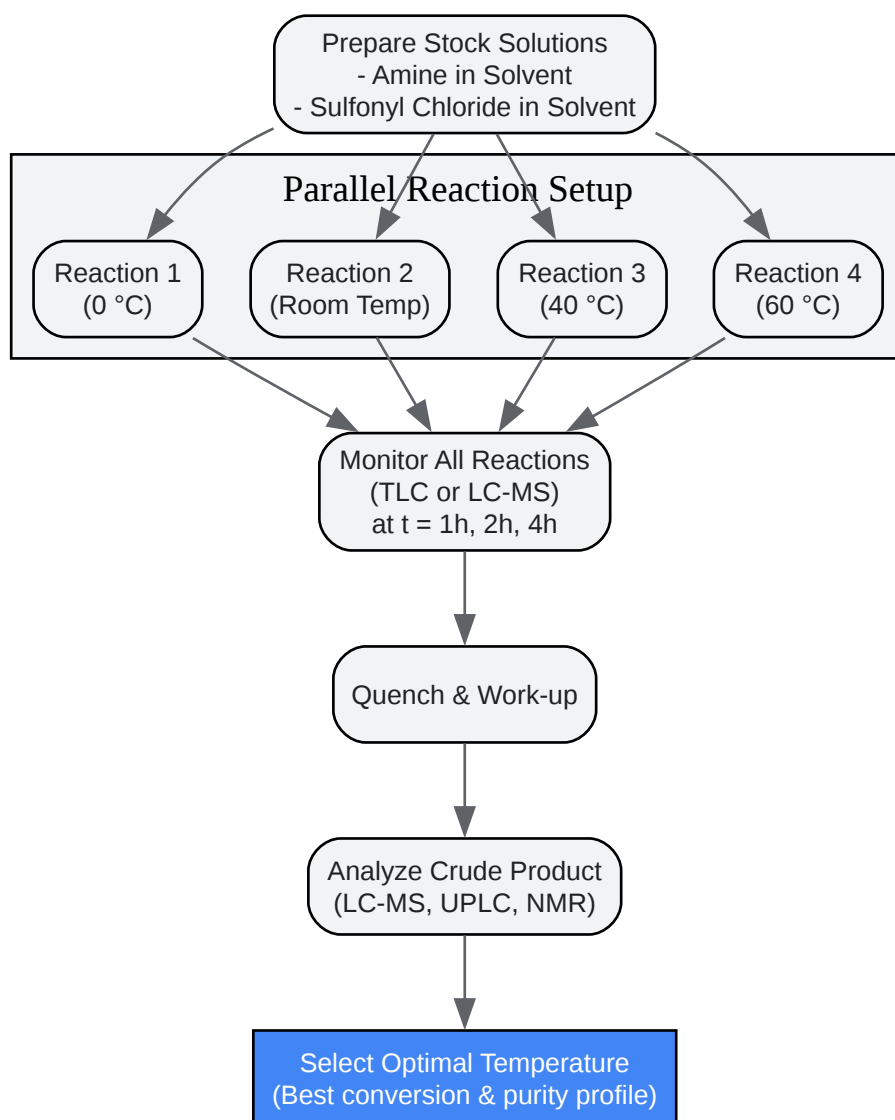 Prepare Stock Solutions
- Amine in Solvent
- Sulfonyl Chloride in Solvent
Parallel Reaction Setup
Reaction 1
(0 °C)
Reaction 2
(Room Temp)
Reaction 3
(40 °C)
Reaction 4
(60 °C)
Monitor All Reactions
(TLC or LC-MS)
at t = 1h, 2h, 4h
Quench & Work-up
Analyze Crude Product
(LC-MS, UPLC, NMR)
Select Optimal Temperature
(Best conversion & purity profile)